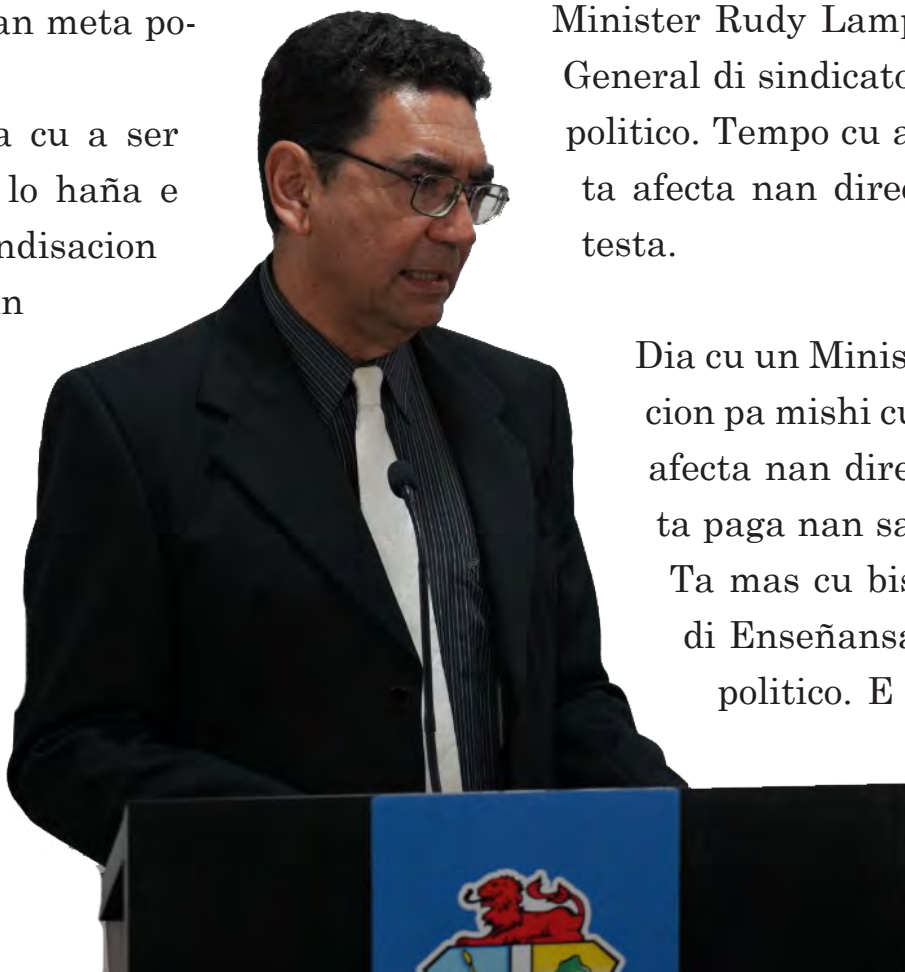 an meta po-
a cu a ser
lo haña e
ndisacion
n
Minister Rudy Lamp
General di sindicato
politico. Tempo cu a
ta afecta nan direc
testa.
Dia cu un Minis
cion pa mishi cu
afecta nan dire
ta paga nan sa
Ta mas cu bis
di Enseñansa
politico. E